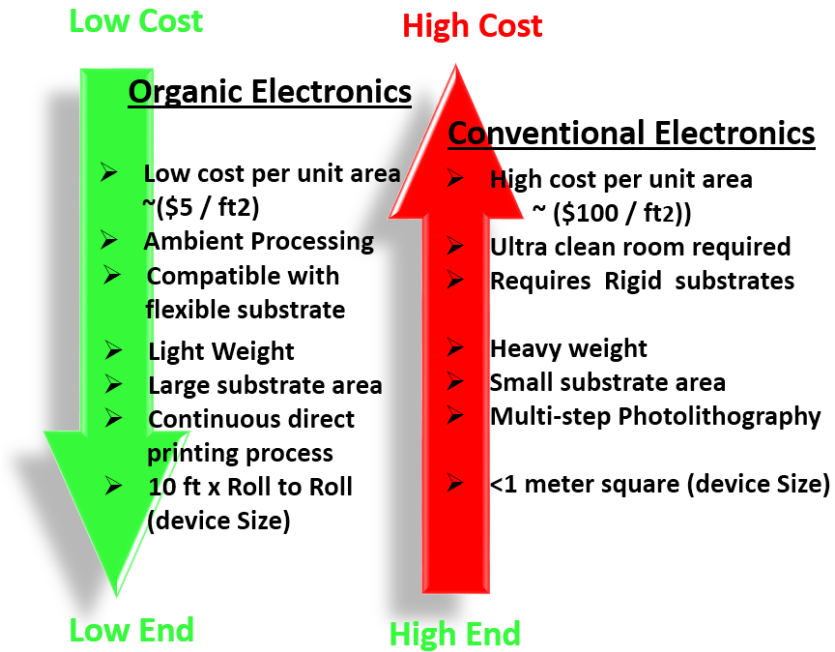 Low Cost
Organic Electronics
➢ Low cost per unit area
~($5 / ft2)
➢ Ambient Processing
➢ Compatible with
flexible substrate
➢ Light Weight
➢ Large substrate area
➢ Continuous direct
printing process
➢ 10 ft x Roll to Roll
(device Size)
Low End
High Cost
Conventional Electronics
➢ High cost per unit area
~ ($100 / ft2))
➢ Ultra clean room required
➢ Requires Rigid substrates
➢ Heavy weight
➢ Small substrate area
➢ Multi-step Photolithography
➢ <1 meter square (device Size)
High End